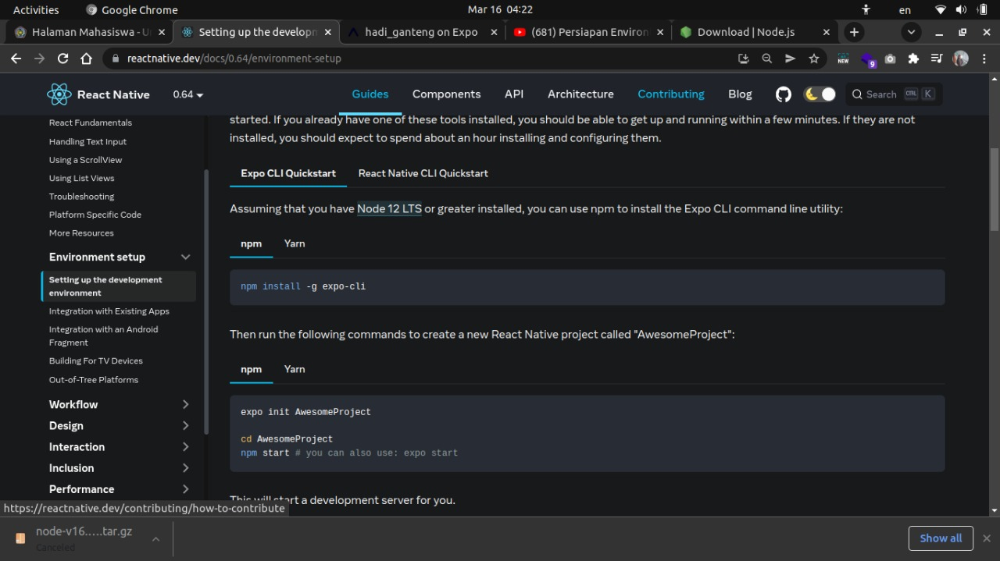 Activities
Google Chrome
Mar 16 04:22
en
Halaman Mahasiswa - U
Setting up the developm
hadi_ganteng on Expo
(681) Persiapan Environ
Download | Node.js
reactnative.dev/docs/0.64/environment-setup
NEW
9
React Native
0.64
Guides
Components
API
Architecture
Contributing
Blog
Search
CTRL K
React Fundamentals
Handling Text Input
Using a ScrollView
Using List Views
Troubleshooting
Platform Specific Code
More Resources
Environment setup
Setting up the development
environment
Integration with Existing Apps
Integration with an Android
Fragment
Building For TV Devices
Out-of-Tree Platforms
Workflow
Design
Interaction
Inclusion
Performance
started. If you already have one of these tools installed, you should be able to get up and running within a few minutes. If they are not
installed, you should expect to spend about an hour installing and configuring them.
Expo CLI Quickstart
React Native CLI Quickstart
Assuming that you have Node 12 LTS or greater installed, you can use npm to install the Expo CLI command line utility:
npm
Yarn
npm install -g expo-cli
Then run the following commands to create a new React Native project called "AwesomeProject":
npm
Yarn
expo init AwesomeProject
cd AwesomeProject
npm start # you can also use: expo start
This will start a development server for you.
https://reactnative.dev/contributing/how-to-contribute
node-v16.....tar.gz
Canceled
Show all